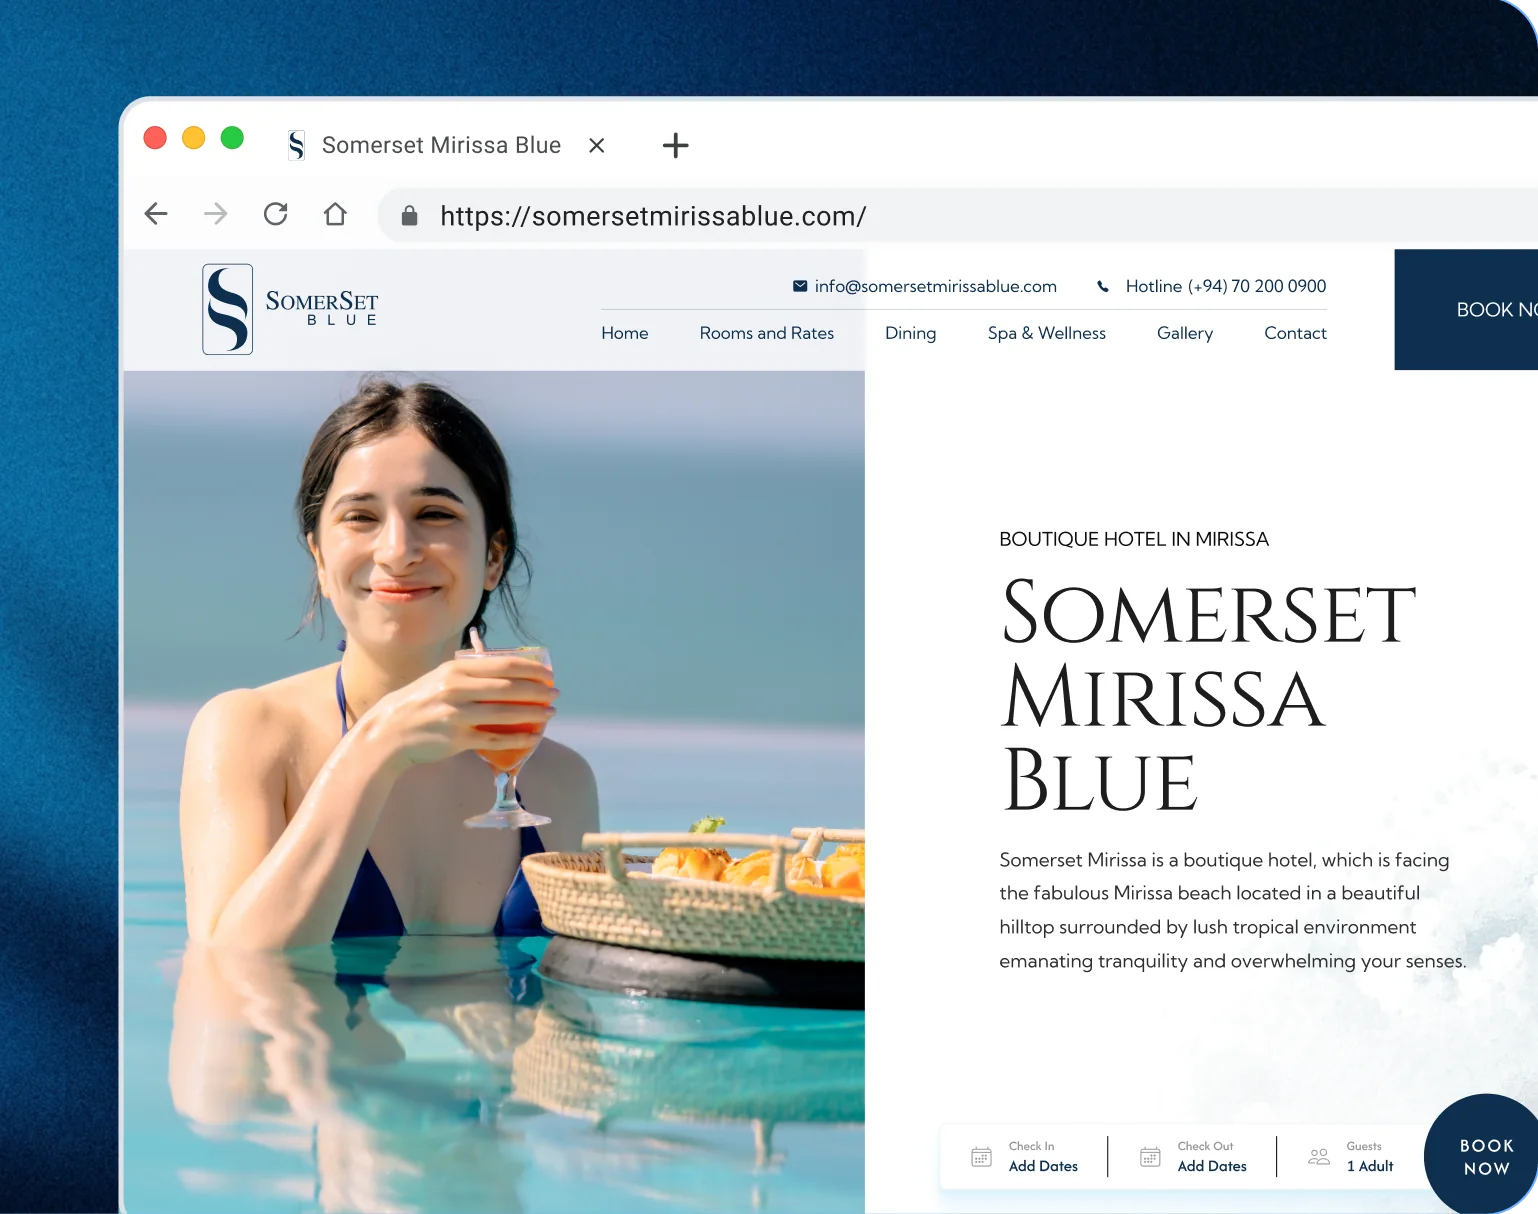 Somerset Mirissa Blue
https://somersetmirissablue.com/
SOMERSET
BLUE
info@somersetmirissablue.com
Hotline (+94) 70 200 0900
Home
Rooms and Rates
Dining
Spa & Wellness
Gallery
Contact
BOOK NO
BOUTIQUE HOTEL IN MIRISSA
SOMERSET
MIRISSA
BLUE
Somerset Mirissa is a boutique hotel, which is facing
the fabulous Mirissa beach located in a beautiful
hilltop surrounded by lush tropical environment
emanating tranquility and overwhelming your senses.
Check In
Add Dates
Check Out
Add Dates
Guests
1 Adult
BOOK
NOW